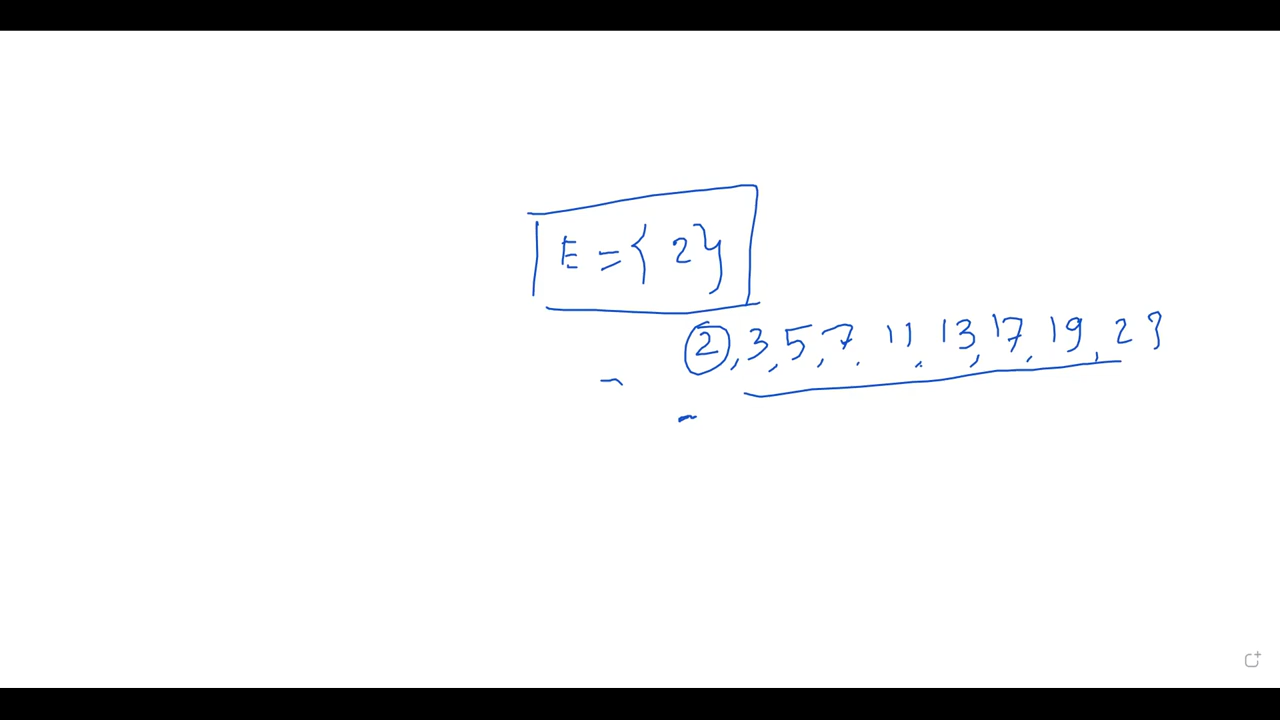 E = { 2 }
2, 3, 5, 7, 11, 13, 17, 19, 23